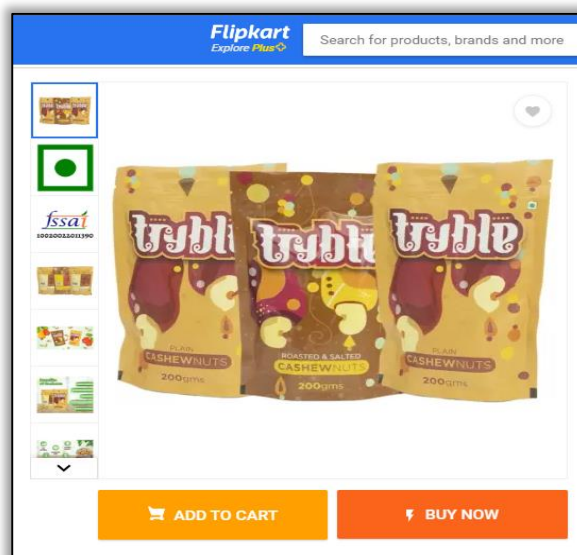 Flipkart
Explore Plus
Search for products, brands and more
fssai
10020022011390
tryble
PLAIN
CASHEWNUTS
200gms
tryble
ROASTED & SALTED
CASHEWNUTS
200gms
tryble
PLAIN
CASHEWNUTS
200gms
ADD TO CART
BUY NOW